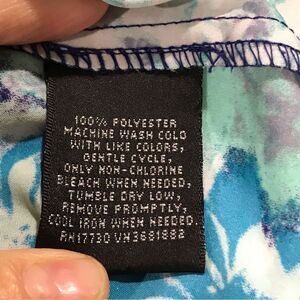 100% POLYESTER
MACHINE WASH COLD
WITH LIKE COLORS,
GENTLE CYCLE,
ONLY NON-CHLORINE
BLEACH WHEN NEEDED,
TUMBLE DRY LOW,
REMOVE PROMPTLY,
COOL IRON WHEN NEEDED.
RN17730 VN3681882